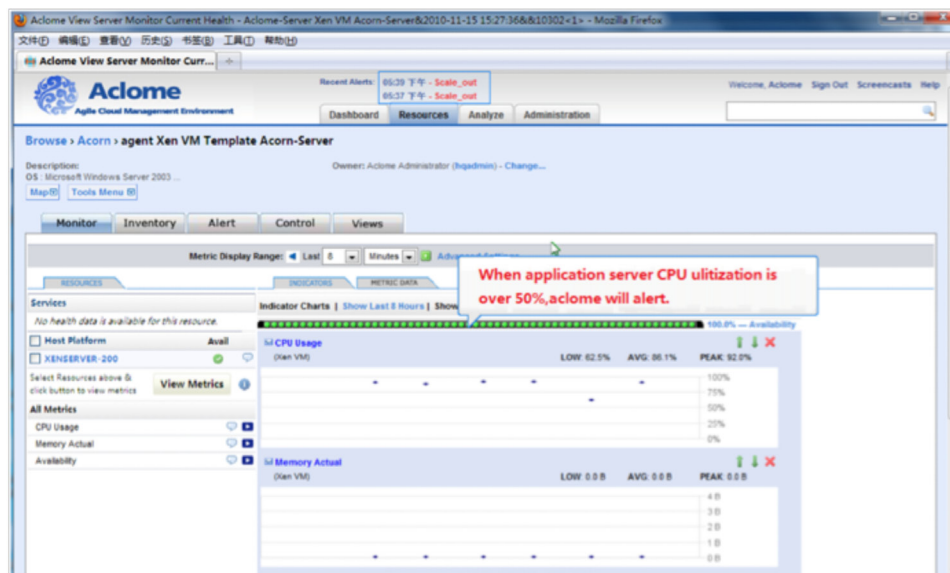 Aclome View Server Monitor Current Health - Aclome-Server Xen VM Acorn-Server&2010-11-15 15:27:36&&10302<1> - Mozilla Firefox
文件(F) 编辑(E) 查看(V) 历史(S) 书签(B) 工具(T) 帮助(H)
Aclome View Server Monitor Curr...
Recent Alerts: 05:39 下午 - Scale_out
05:37 下午 - Scale_out
Welcome, Aclome Sign Out Screencasts Help
Aclome
Agile Cloud Management Environment
Dashboard Resources Analyze Administration
Browse › Acorn › agent Xen VM Template Acorn-Server
Description:
OS : Microsoft Windows Server 2003 ...
Owner: Aclome Administrator (hqadmin) - Change...
Map
Tools Menu
Monitor Inventory Alert Control Views
Metric Display Range: Last 8 Minutes
When application server CPU ulitization is
over 50%,aclome will alert.
RESOURCES
INDICATORS METRIC DATA
Services
No health data is available for this resource.
Host Platform Avail
XENSERVER-200
Select Resources above &
click button to view metrics
View Metrics
All Metrics
CPU Usage
Memory Actual
Availability
Indicator Charts | Show Last 8 Hours | Show
100.0% — Availability
CPU Usage
(Xen VM)
LOW: 62.5% AVG: 86.1% PEAK: 92.0%
100%
75%
50%
25%
0%
Memory Actual
(Xen VM)
LOW: 0.0 B AVG: 0.0 B PEAK: 0.0 B
4 B
3 B
2 B
1 B
0 B